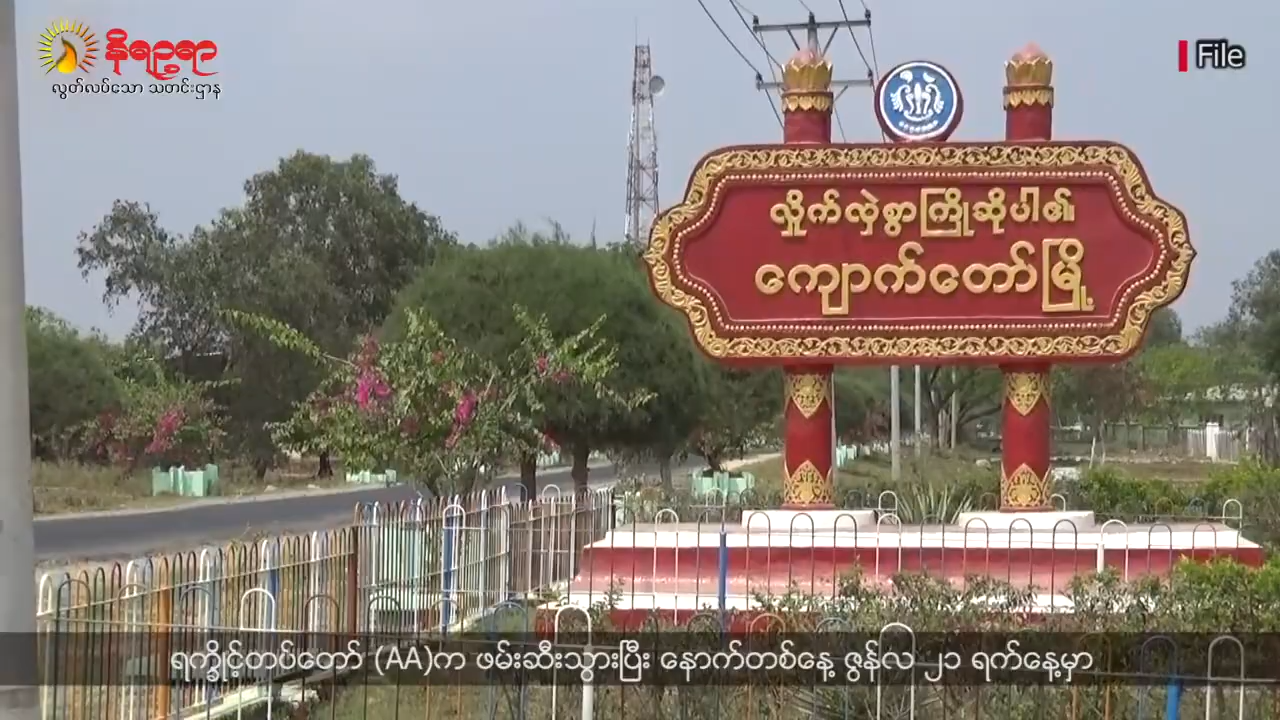 နိရဉ္စရာ
လွတ်လပ်သော သတင်းဌာန
File
လှိုက်လှဲစွာကြိုဆိုပါ၏။
ကျောက်တော်မြို့
ရက္ခိုင့်တပ်တော် (AA)က ဖမ်းဆီးသွားပြီး နောက်တစ်နေ့ ဇွန်လ ၂၁ ရက်နေ့မှာ